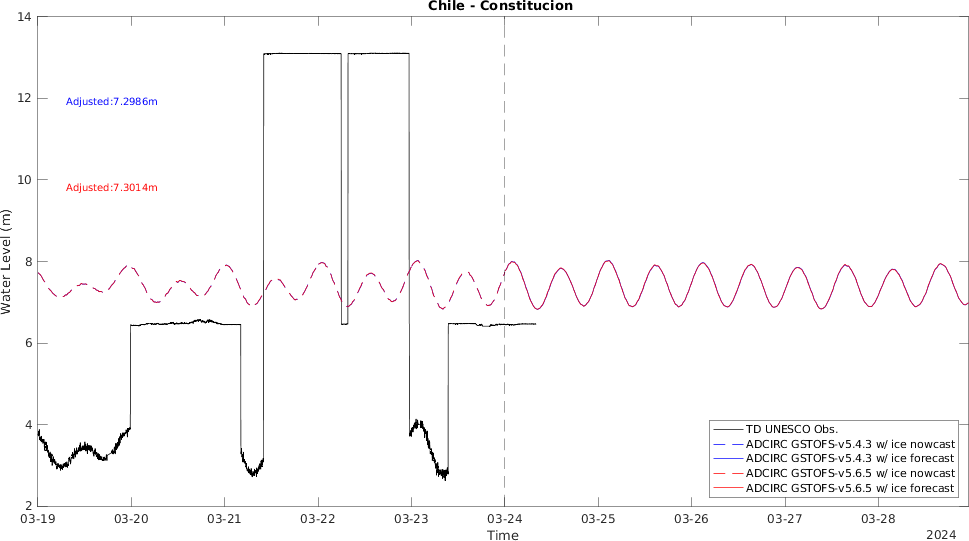 Chile - Constitucion
14
12
10
8
6
4
2
Water Level (m)
Adjusted:7.2986m
Adjusted:7.3014m
TD UNESCO Obs.
ADCIRC GSTOFS-v5.4.3 w/ ice nowcast
ADCIRC GSTOFS-v5.4.3 w/ ice forecast
ADCIRC GSTOFS-v5.6.5 w/ ice nowcast
ADCIRC GSTOFS-v5.6.5 w/ ice forecast
03-19 03-20 03-21 03-22 03-23 03-24 03-25 03-26 03-27 03-28
Time
2024